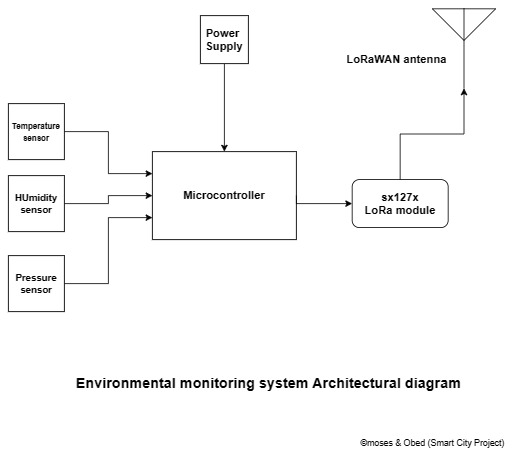 Power
Supply
LoRaWAN antenna
Temperature
sensor
HUmidity
sensor
Pressure
sensor
Microcontroller
sx127x
LoRa module
Environmental monitoring system Architectural diagram
©moses & Obed (Smart City Project)